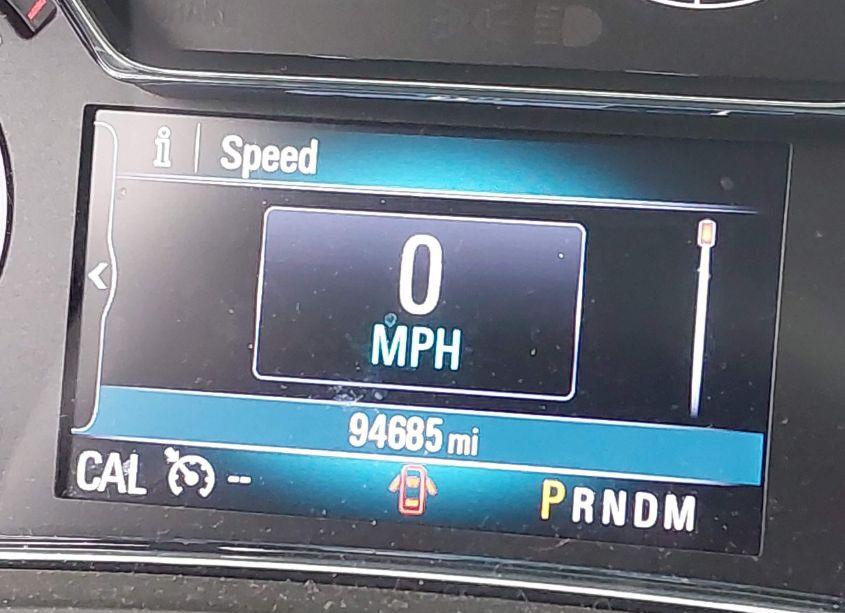 i Speed
0
MPH
94685 mi
CAL -- PRNDM